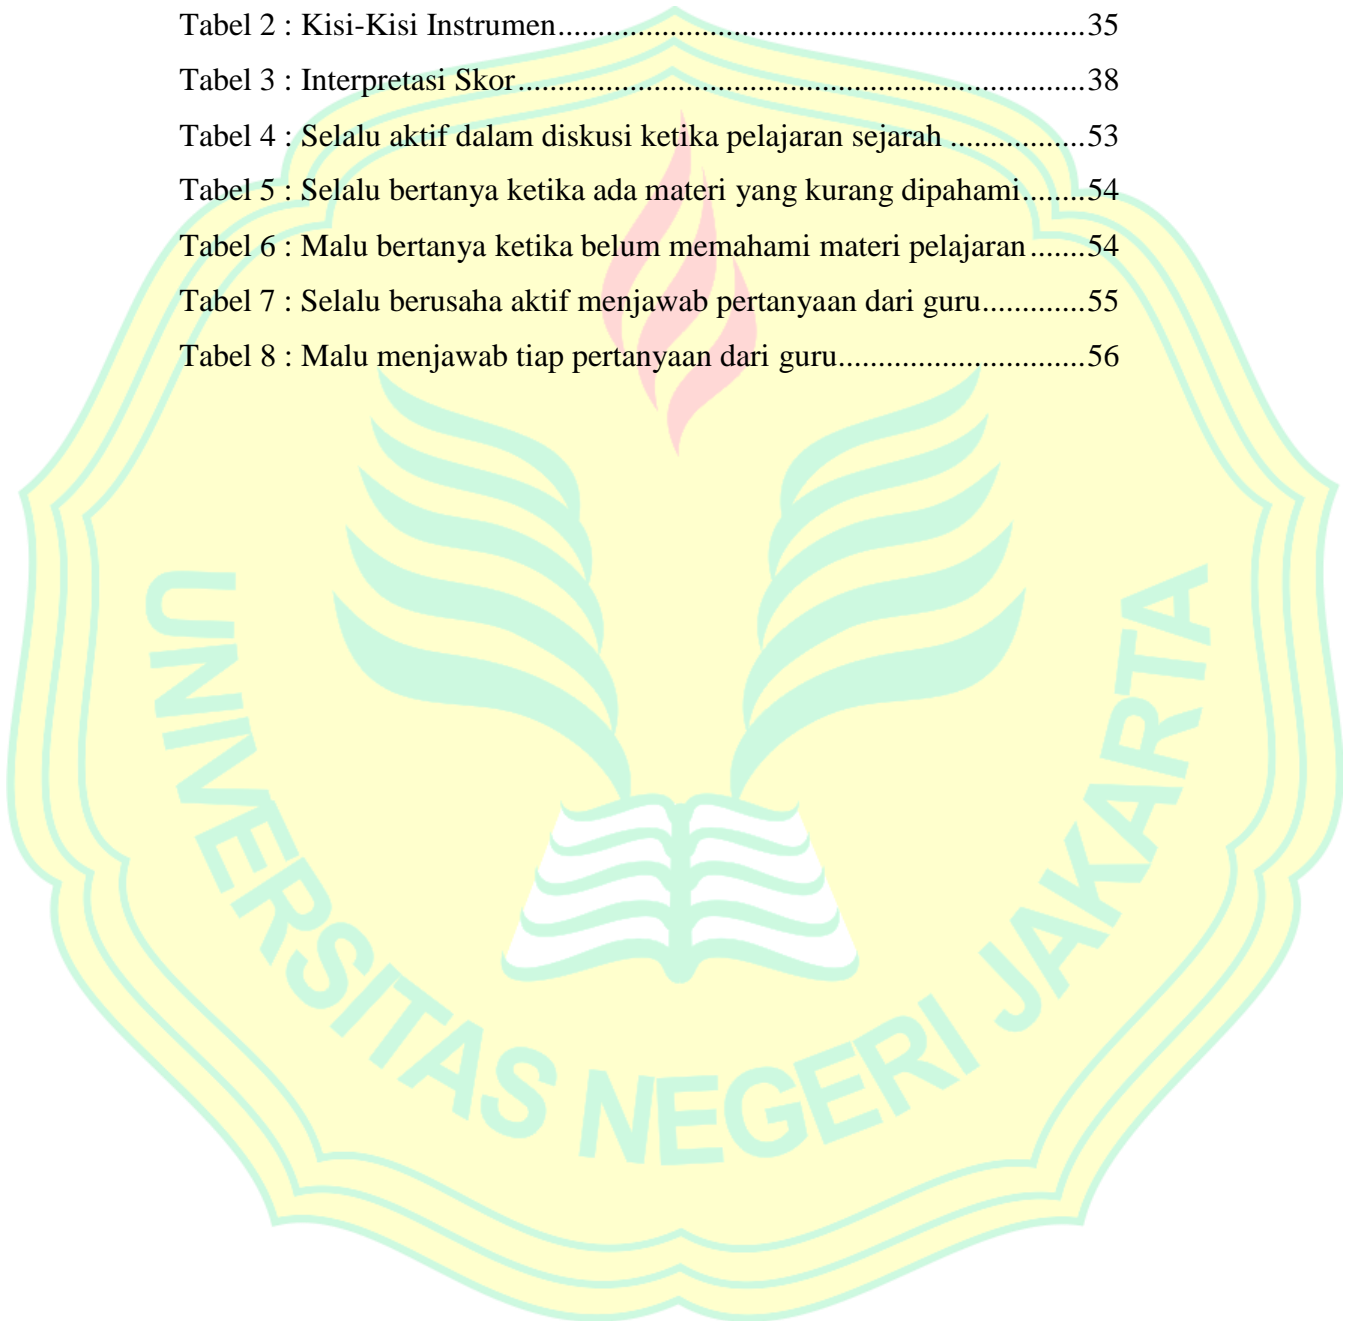 Tabel 2 : Kisi-Kisi Instrumen..................................................................35
Tabel 3 : Interpretasi Skor.......................................................................38
Tabel 4 : Selalu aktif dalam diskusi ketika pelajaran sejarah .................53
Tabel 5 : Selalu bertanya ketika ada materi yang kurang dipahami........54
Tabel 6 : Malu bertanya ketika belum memahami materi pelajaran.......54
Tabel 7 : Selalu berusaha aktif menjawab pertanyaan dari guru.............55
Tabel 8 : Malu menjawab tiap pertanyaan dari guru...............................56
UNIVERSITAS NEGERI JAKARTA